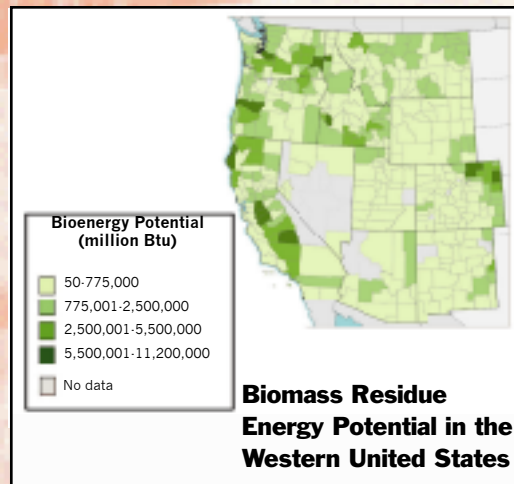 Bioenergy Potential
(million Btu)
50-775,000
775,001-2,500,000
2,500,001-5,500,000
5,500,001-11,200,000
No data
Biomass Residue
Energy Potential in the
Western United States